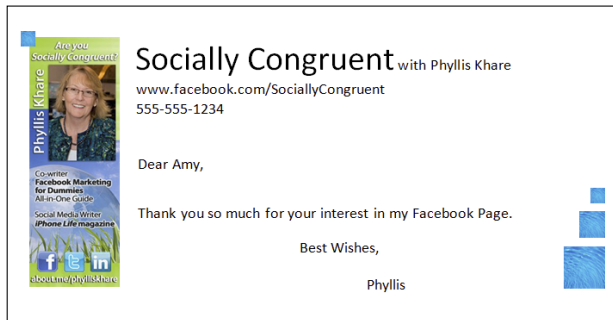 Are you
Socially Congruent?
Phyllis Khare
Co-writer
Facebook Marketing
for Dummies
All-in-One Guide
Social Media Writer
iPhone Life magazine
f t in
about.me/phylliskhare
Socially Congruent with Phyllis Khare
www.facebook.com/SociallyCongruent
555-555-1234
Dear Amy,
Thank you so much for your interest in my Facebook Page.
Best Wishes,
Phyllis